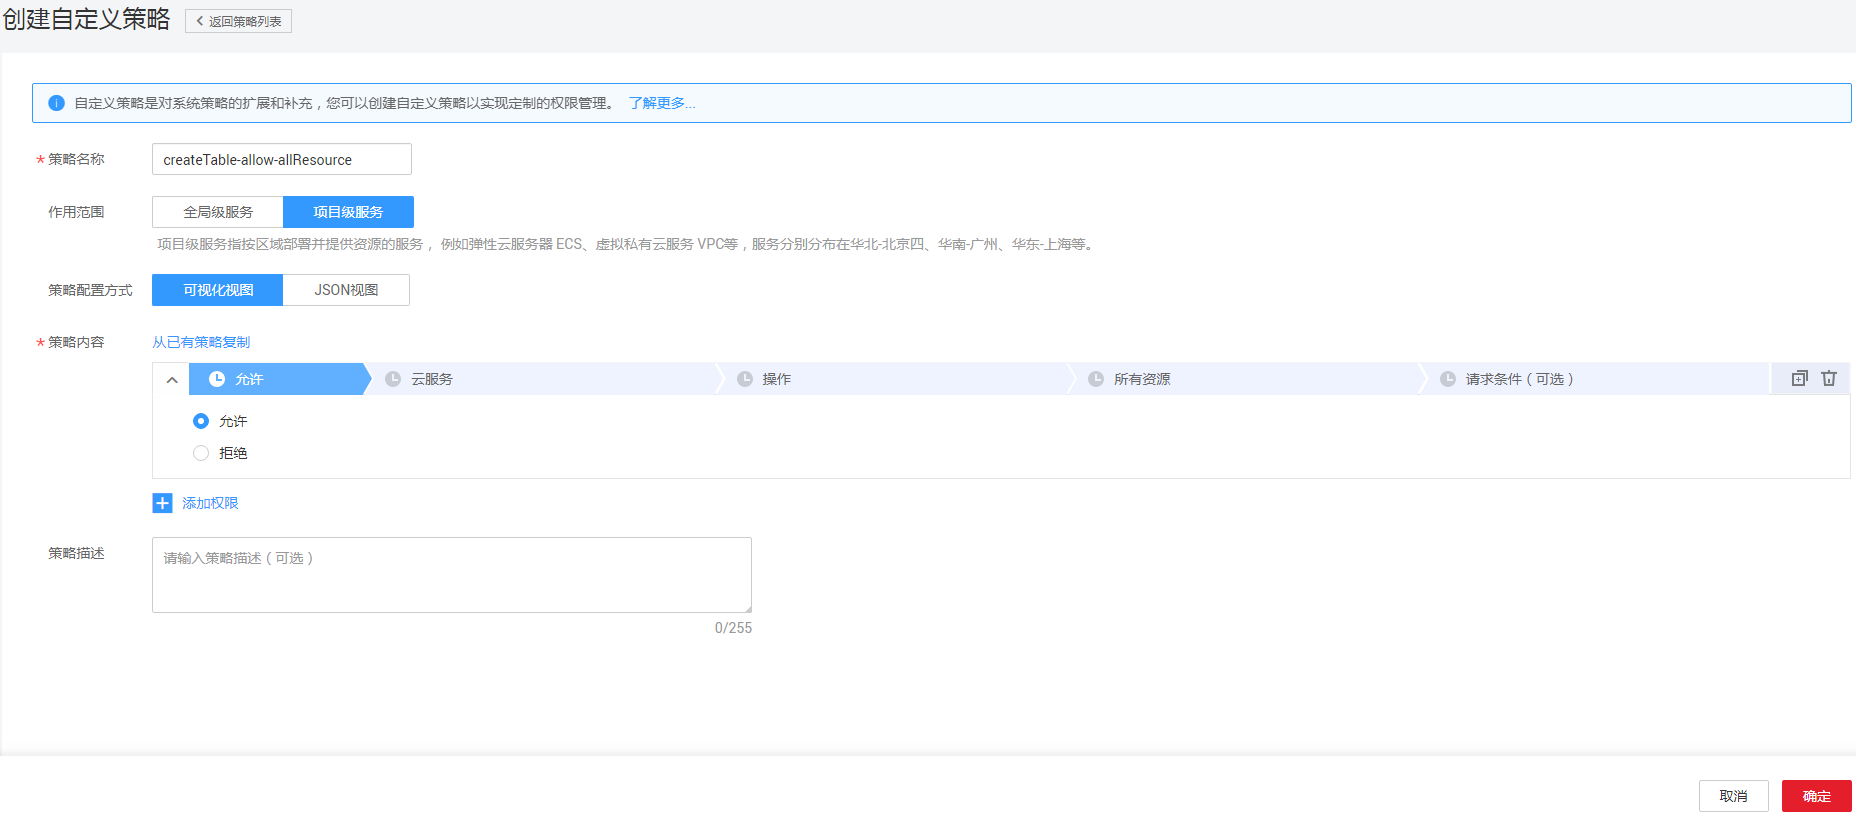 创建自定义策略 返回策略列表
自定义策略是对系统策略的扩展和补充，您可以创建自定义策略以实现定制的权限管理。 了解更多...
* 策略名称 createTable-allow-allResource
作用范围 全局级服务 项目级服务
项目级服务指按区域部署并提供资源的服务，例如弹性云服务器 ECS、虚拟私有云服务 VPC等，服务分别分布在华北-北京四、华南-广州、华东-上海等。
策略配置方式 可视化视图 JSON视图
* 策略内容 从已有策略复制
允许 云服务 操作 所有资源 请求条件（可选）
允许
拒绝
添加权限
策略描述 请输入策略描述（可选）
0/255
取消 确定